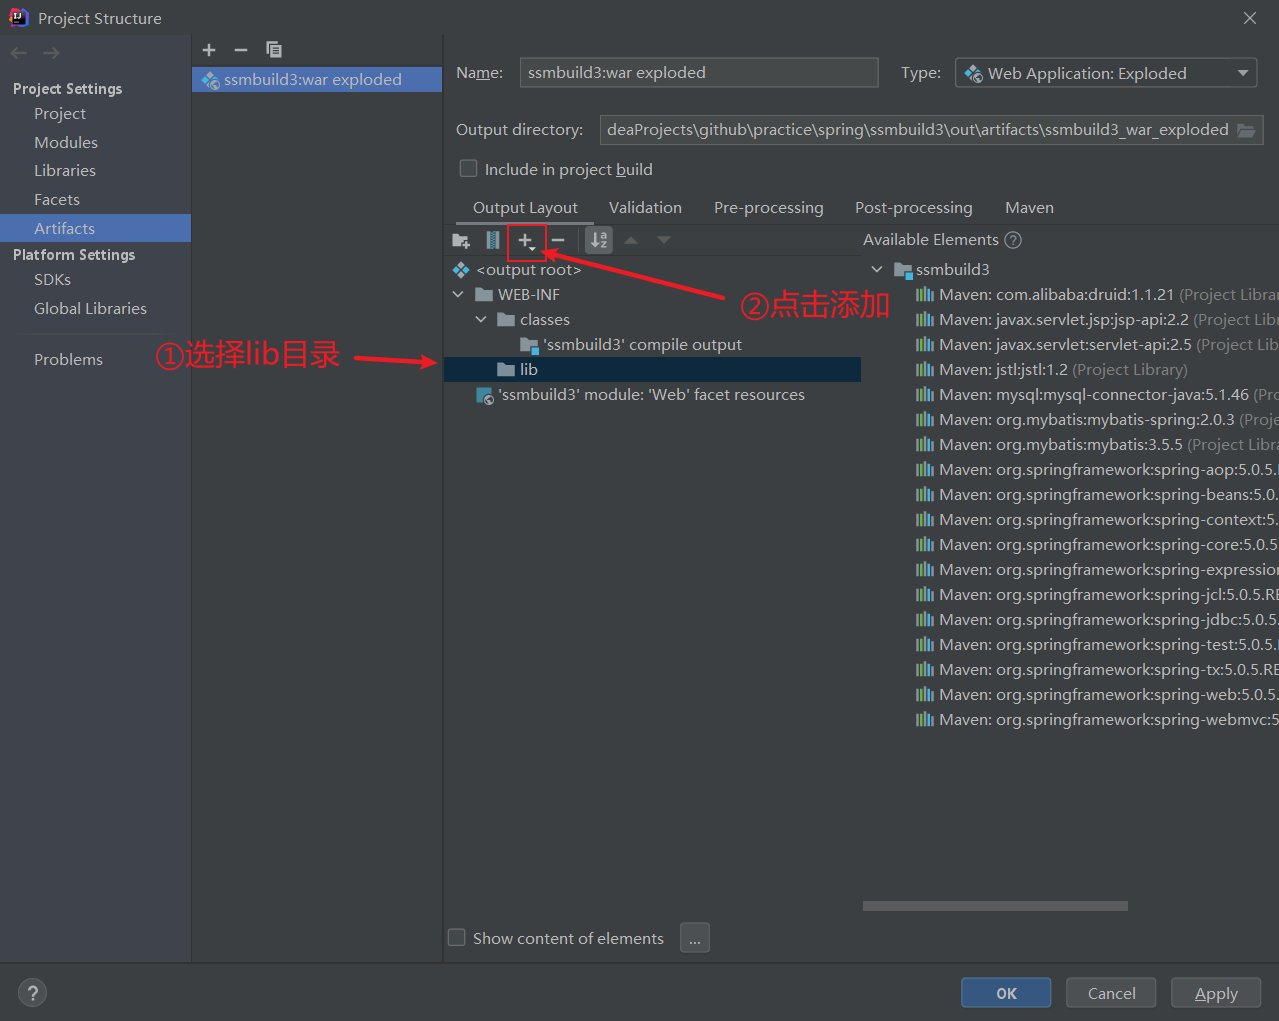 Project Structure
Project Settings
Project
Modules
Libraries
Facets
Artifacts
Platform Settings
SDKs
Global Libraries
Problems
ssmbuild3:war exploded
Name: ssmbuild3:war exploded Type: Web Application: Exploded
Output directory: deaProjects\github\practice\spring\ssmbuild3\out\artifacts\ssmbuild3_war_exploded
Include in project build
Output Layout Validation Pre-processing Post-processing Maven
<output root>
WEB-INF
classes
'ssmbuild3' compile output
lib
'ssmbuild3' module: 'Web' facet resources
①选择lib目录
②点击添加
Available Elements ?
ssmbuild3
Maven: com.alibaba:druid:1.1.21 (Project Librar
Maven: javax.servlet.jsp:jsp-api:2.2 (Project Libr
Maven: javax.servlet:servlet-api:2.5 (Project Lib
Maven: jstl:jstl:1.2 (Project Library)
Maven: mysql:mysql-connector-java:5.1.46 (Pro
Maven: org.mybatis:mybatis-spring:2.0.3 (Proje
Maven: org.mybatis:mybatis:3.5.5 (Project Libra
Maven: org.springframework:spring-aop:5.0.5.R
Maven: org.springframework:spring-beans:5.0.
Maven: org.springframework:spring-context:5.
Maven: org.springframework:spring-core:5.0.5
Maven: org.springframework:spring-expression
Maven: org.springframework:spring-jcl:5.0.5.RE
Maven: org.springframework:spring-jdbc:5.0.5.
Maven: org.springframework:spring-test:5.0.5.R
Maven: org.springframework:spring-tx:5.0.5.RE
Maven: org.springframework:spring-web:5.0.5.
Maven: org.springframework:spring-webmvc:5
Show content of elements ...
? OK Cancel Apply